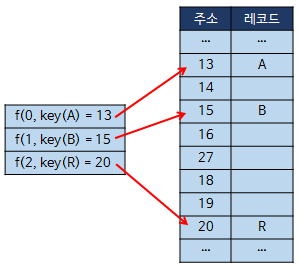 주소 레코드
... ...
13 A
14
15 B
16
27
18
19
20 R
... ...
f(0, key(A) = 13
f(1, key(B) = 15
f(2, key(R) = 20